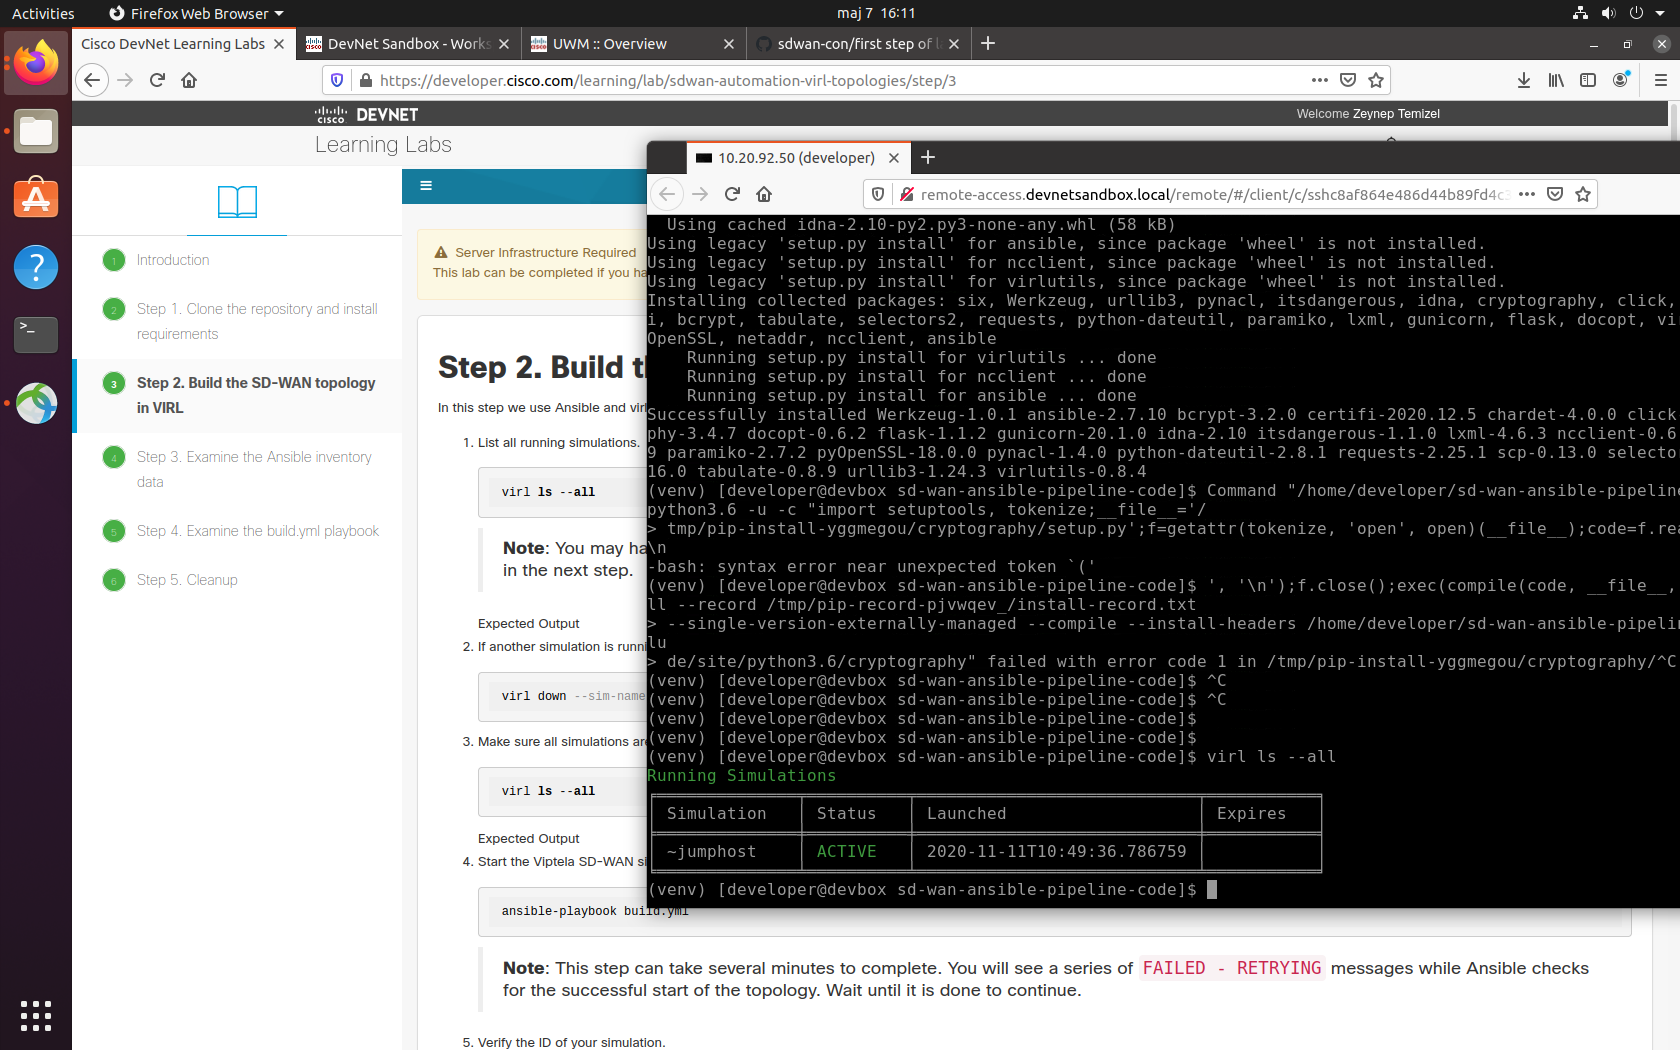 Activities
Firefox Web Browser
maj 7 16:11
Cisco DevNet Learning Labs
DevNet Sandbox - Works
UWM :: Overview
sdwan-con/first step of l
https://developer.cisco.com/learning/lab/sdwan-automation-virl-topologies/step/3
CISCO DEVNET
Welcome Zeynep Temizel
Learning Labs
1 Introduction
2 Step 1. Clone the repository and install
requirements
3 Step 2. Build the SD-WAN topology
in VIRL
4 Step 3. Examine the Ansible inventory
data
5 Step 4. Examine the build.yml playbook
6 Step 5. Cleanup
Server Infrastructure Required
This lab can be completed if you ha
Step 2. Build t
In this step we use Ansible and virl
1. List all running simulations.
virl ls --all
Note: You may ha
in the next step.
Expected Output
2. If another simulation is runni
virl down --sim-name
3. Make sure all simulations are
virl ls --all
Expected Output
4. Start the Viptela SD-WAN si
ansible-playbook build.yml
Note: This step can take several minutes to complete. You will see a series of FAILED - RETRYING messages while Ansible checks
for the successful start of the topology. Wait until it is done to continue.
5. Verify the ID of your simulation.
10.20.92.50 (developer)
remote-access.devnetsandbox.local/remote/#/client/c/sshc8af864e486d44b89fd4c3
Using cached idna-2.10-py2.py3-none-any.whl (58 kB)
Using legacy 'setup.py install' for ansible, since package 'wheel' is not installed.
Using legacy 'setup.py install' for ncclient, since package 'wheel' is not installed.
Using legacy 'setup.py install' for virlutils, since package 'wheel' is not installed.
Installing collected packages: six, Werkzeug, urllib3, pynacl, itsdangerous, idna, cryptography, click,
i, bcrypt, tabulate, selectors2, requests, python-dateutil, paramiko, lxml, gunicorn, flask, docopt, vir
OpenSSL, netaddr, ncclient, ansible
Running setup.py install for virlutils ... done
Running setup.py install for ncclient ... done
Running setup.py install for ansible ... done
Successfully installed Werkzeug-1.0.1 ansible-2.7.10 bcrypt-3.2.0 certifi-2020.12.5 chardet-4.0.0 click
phy-3.4.7 docopt-0.6.2 flask-1.1.2 gunicorn-20.1.0 idna-2.10 itsdangerous-1.1.0 lxml-4.6.3 ncclient-0.6
9 paramiko-2.7.2 pyOpenSSL-18.0.0 pynacl-1.4.0 python-dateutil-2.8.1 requests-2.25.1 scp-0.13.0 selector
16.0 tabulate-0.8.9 urllib3-1.24.3 virlutils-0.8.4
(venv) [developer@devbox sd-wan-ansible-pipeline-code]$ Command "/home/developer/sd-wan-ansible-pipeline
python3.6 -u -c "import setuptools, tokenize;__file__='/
> tmp/pip-install-yggmegou/cryptography/setup.py';f=getattr(tokenize, 'open', open)(__file__);code=f.rea
\n
-bash: syntax error near unexpected token `('
(venv) [developer@devbox sd-wan-ansible-pipeline-code]$ ', '\n');f.close();exec(compile(code, __file__,
ll --record /tmp/pip-record-pjvwqev_/install-record.txt
> --single-version-externally-managed --compile --install-headers /home/developer/sd-wan-ansible-pipelin
lu
> de/site/python3.6/cryptography" failed with error code 1 in /tmp/pip-install-yggmegou/cryptography/^C
(venv) [developer@devbox sd-wan-ansible-pipeline-code]$ ^C
(venv) [developer@devbox sd-wan-ansible-pipeline-code]$ ^C
(venv) [developer@devbox sd-wan-ansible-pipeline-code]$
(venv) [developer@devbox sd-wan-ansible-pipeline-code]$
(venv) [developer@devbox sd-wan-ansible-pipeline-code]$ virl ls --all
Running Simulations
Simulation Status Launched Expires
~jumphost ACTIVE 2020-11-11T10:49:36.786759
(venv) [developer@devbox sd-wan-ansible-pipeline-code]$